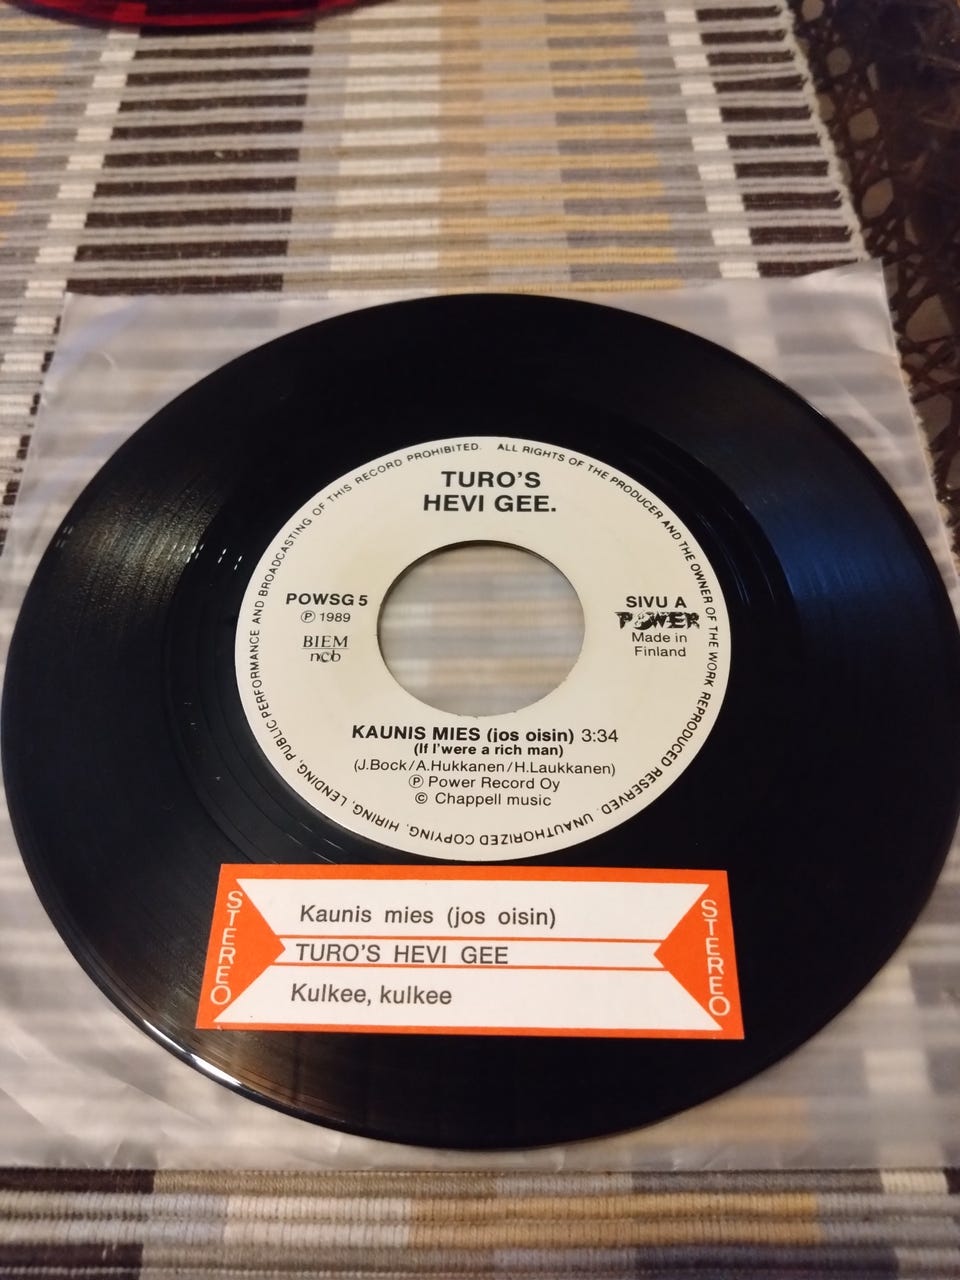 UNAUTHORIZED COPYING, HIRING, LENDING, PUBLIC PERFORMANCE AND BROADCASTING OF THIS RECORD PROHIBITED. ALL RIGHTS OF THE PRODUCER AND THE OWNER OF THE WORK REPRODUCED RESERVED.
TURO'S
HEVI GEE.
POWSG 5
Ⓟ 1989
BIEM
ncb
SIVU A
POWER
Made in
Finland
KAUNIS MIES (jos oisin) 3:34
(If I'were a rich man)
(J.Bock/A.Hukkanen/H.Laukkanen)
Ⓟ Power Record Oy
© Chappell music
STEREO
Kaunis mies (jos oisin)
TURO'S HEVI GEE
Kulkee, kulkee
STEREO